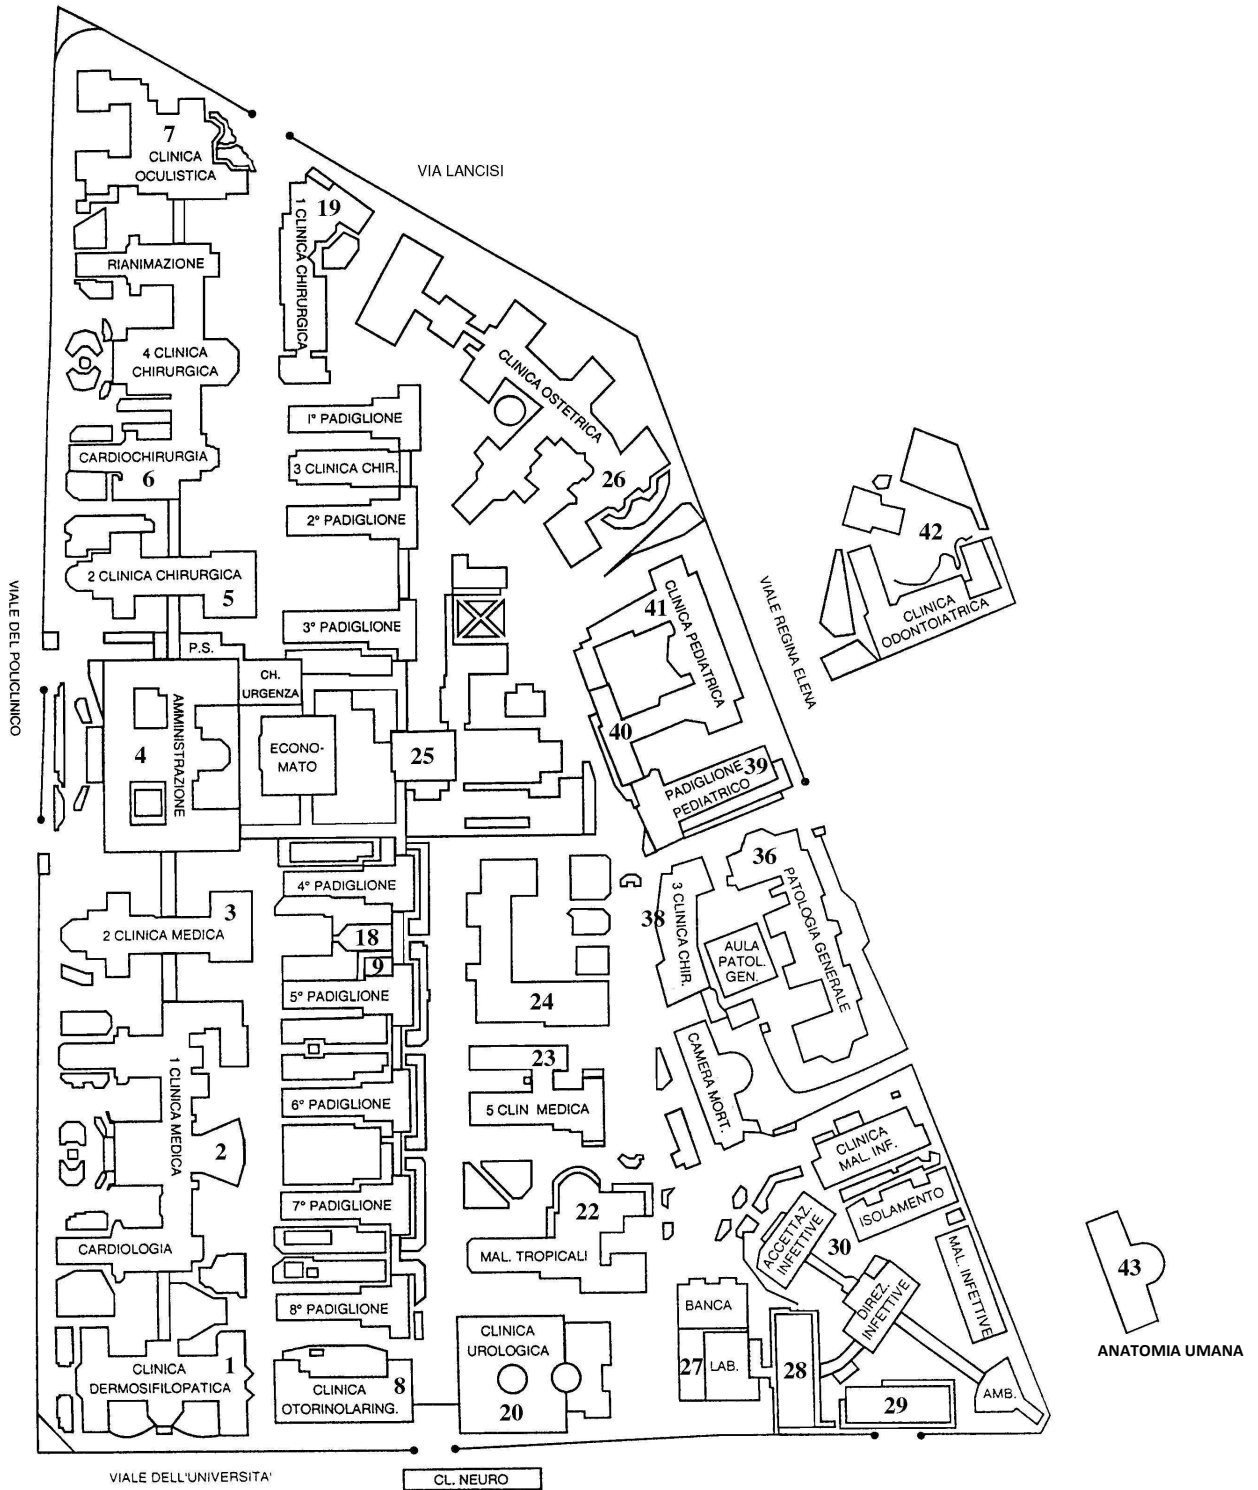 7
CLINICA
OCULISTICA
VIA LANCISI
19
1 CLINICA CHIRURGICA
RIANIMAZIONE
4 CLINICA
CHIRURGICA
CLINICA OSTETRICA
1° PADIGLIONE
CARDIOCHIRURGIA
6
3 CLINICA CHIR.
26
2° PADIGLIONE
42
CLINICA
ODONTOIATRICA
2 CLINICA CHIRURGICA
5
VIALE DEL POLICLINICO
41
CLINICA PEDIATRICA
VIALE REGINA ELENA
3° PADIGLIONE
P.S.
CH.
URGENZA
AMMINISTRAZIONE
4
ECONO-
MATO
25
40
39
PADIGLIONE
PEDIATRICO
36
PATOLOGIA GENERALE
4° PADIGLIONE
3
2 CLINICA MEDICA
18
9
38
3 CLINICA CHIR.
AULA
PATOL.
GEN.
5° PADIGLIONE
24
23
1 CLINICA MEDICA
CAMERA MORT.
6° PADIGLIONE
5 CLIN MEDICA
2
CLINICA
MAL. INF.
7° PADIGLIONE
22
ISOLAMENTO
ACCETTAZ.
INFETTIVE
30
CARDIOLOGIA
MAL. TROPICALI
MAL. INFETTIVE
43
8° PADIGLIONE
BANCA
DIREZ.
INFETTIVE
CLINICA
UROLOGICA
ANATOMIA UMANA
1
CLINICA
DERMOSIFILOPATICA
8
CLINICA
OTORINOLARING.
20
27
LAB.
28
29
AMB.
VIALE DELL'UNIVERSITA'
CL. NEURO